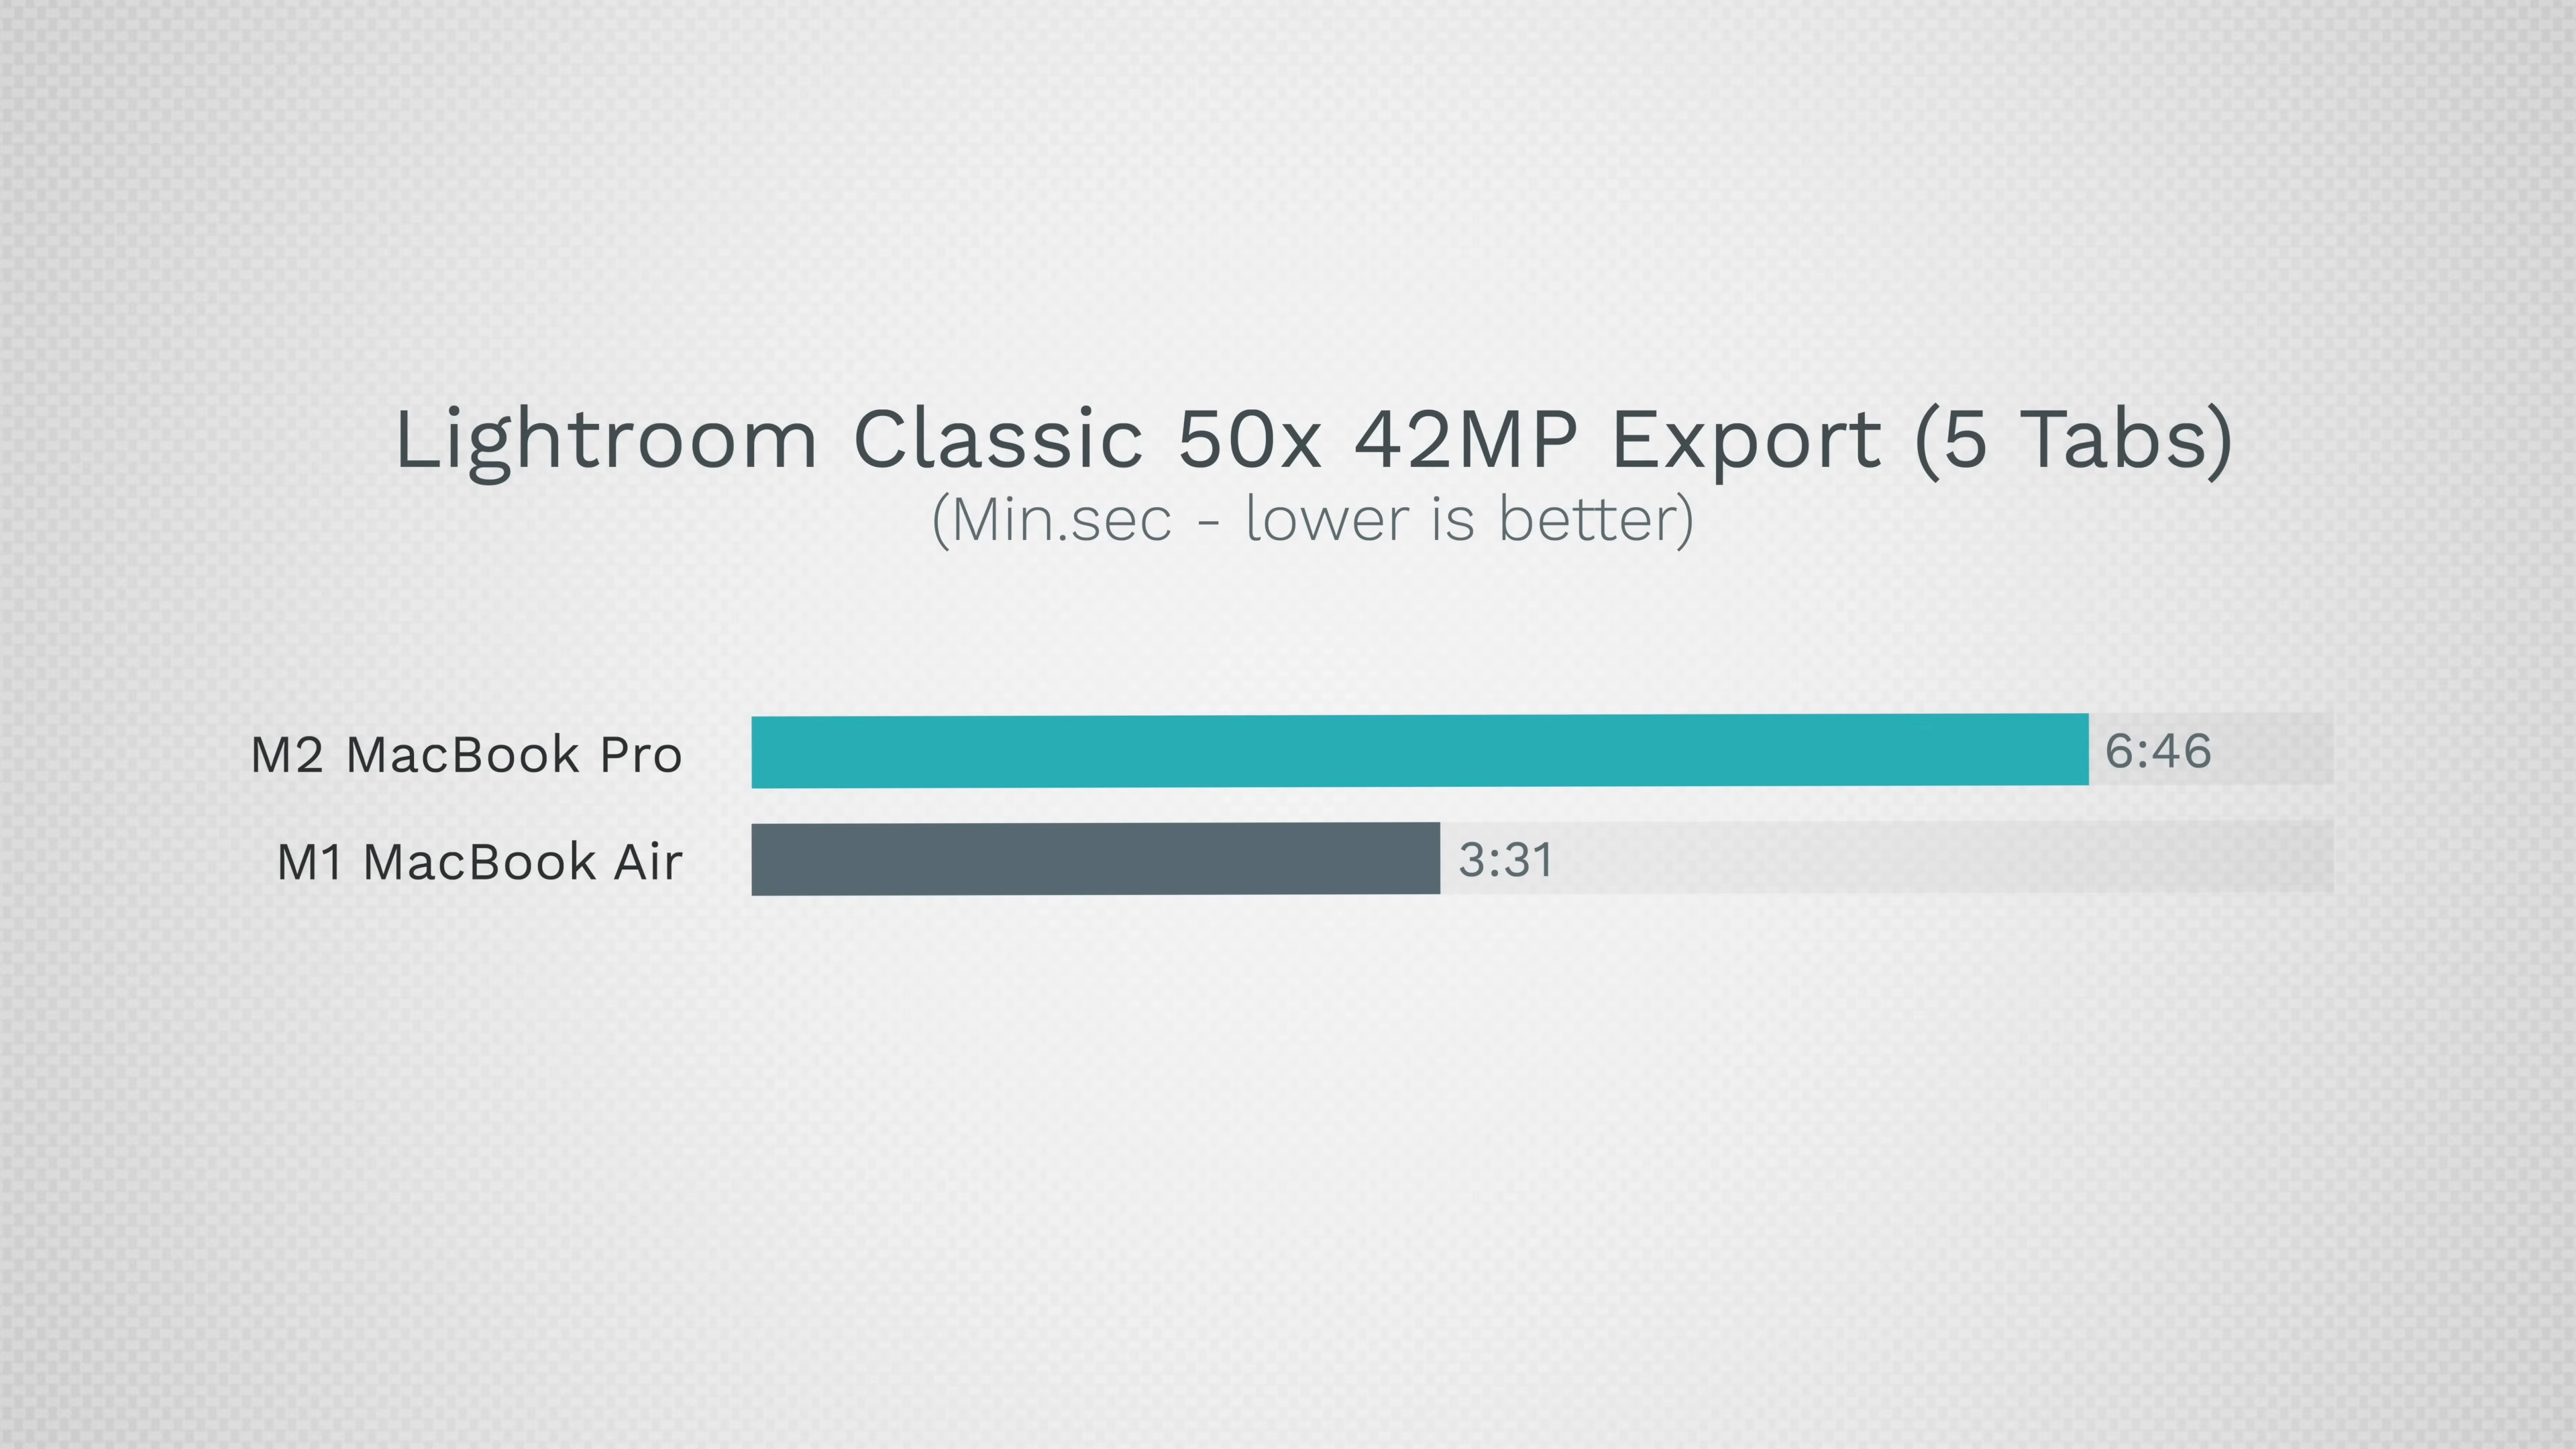 Lightroom Classic 50x 42MP Export (5 Tabs)
(Min.sec - lower is better)
M2 MacBook Pro 6:46
M1 MacBook Air 3:31